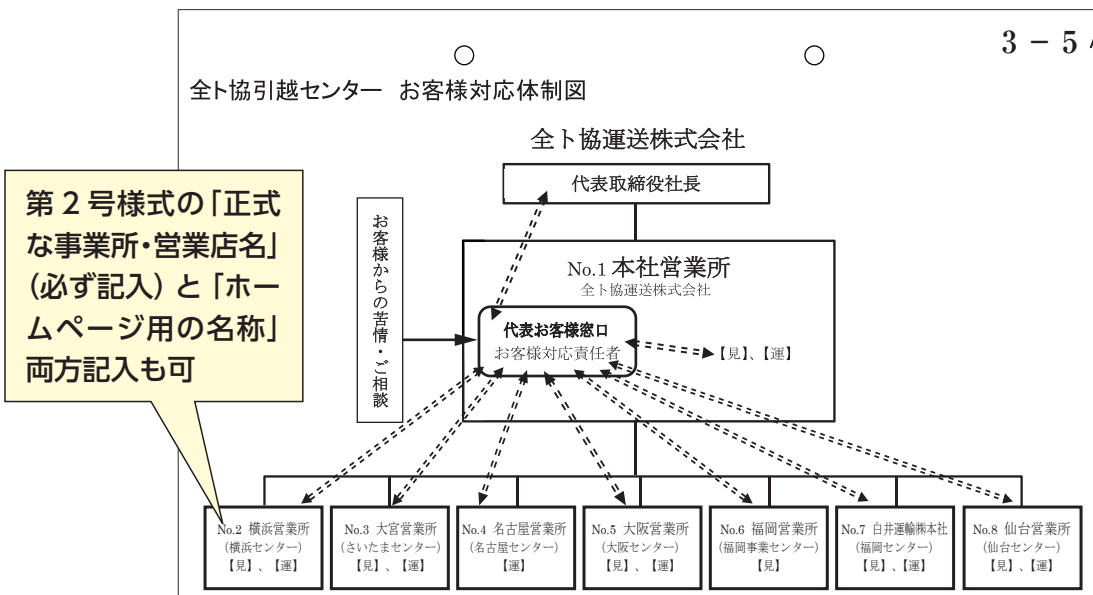 3 − 5
全ト協引越センター お客様対応体制図
全ト協運送株式会社
代表取締役社長
第2号様式の「正式
な事業所・営業店名」
（必ず記入）と「ホー
ムページ用の名称」
両方記入も可
お客様からの苦情・ご相談
No.1 本社営業所
全ト協運送株式会社
代表お客様窓口
お客様対応責任者
【見】、【運】
No.2 横浜営業所
(横浜センター)
【見】、【運】
No.3 大宮営業所
(さいたまセンター)
【見】、【運】
No.4 名古屋営業所
(名古屋センター)
【運】
No.5 大阪営業所
(大阪センター)
【見】、【運】
No.6 福岡営業所
(福岡事業センター)
【見】
No.7 白井運輸㈱本社
(福岡センター)
【見】、【運】
No.8 仙台営業所
(仙台センター)
【見】、【運】